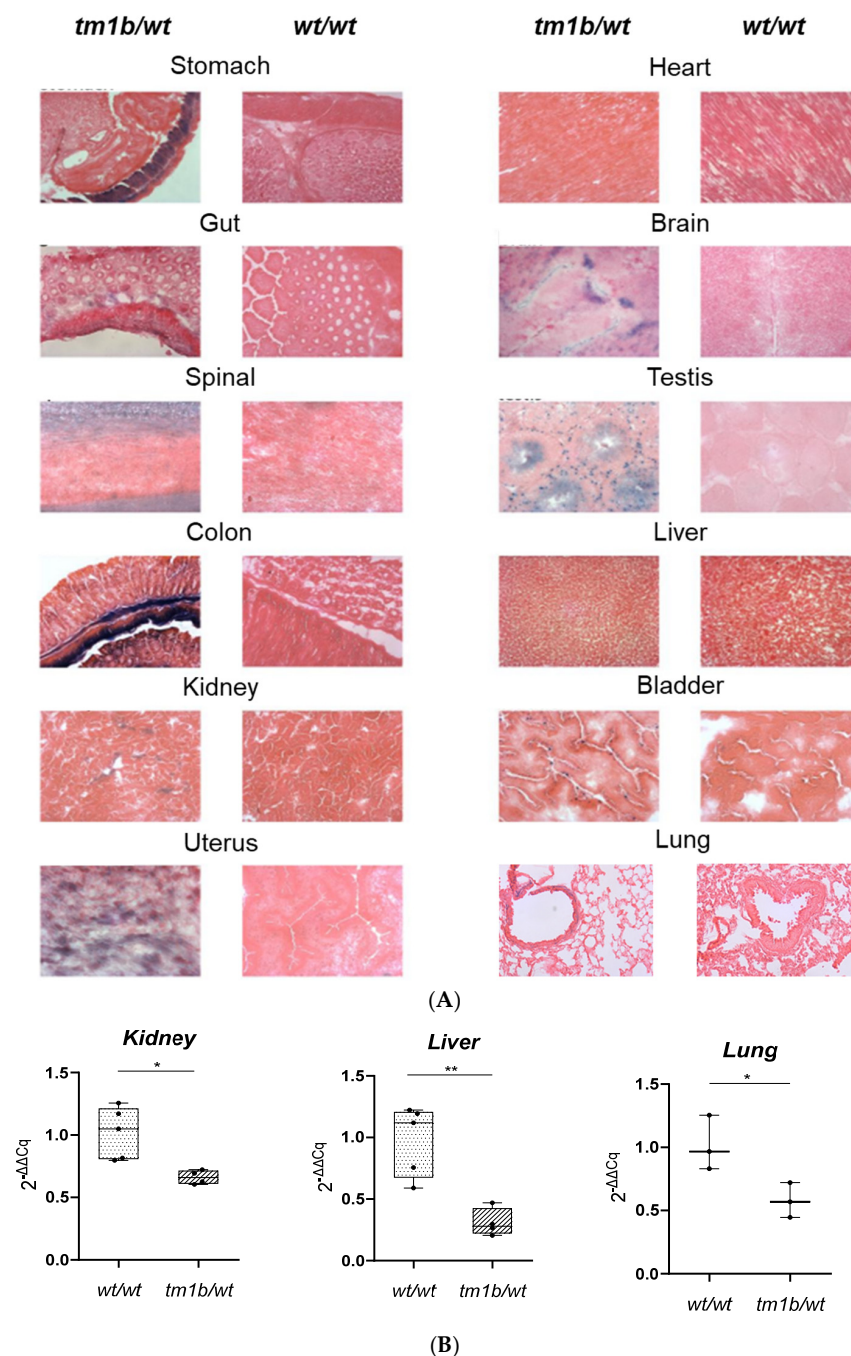 tm1b/wt wt/wt tm1b/wt wt/wt
Stomach Heart
Gut Brain
Spinal Testis
Colon Liver
Kidney Bladder
Uterus Lung
(A)
Kidney Liver Lung
* ** *
2-ΔΔCq 2-ΔΔCq 2-ΔΔCq
1.5 1.5 1.5
1.0 1.0 1.0
0.5 0.5 0.5
0.0 0.0 0.0
wt/wt tm1b/wt wt/wt tm1b/wt wt/wt tm1b/wt
(B)